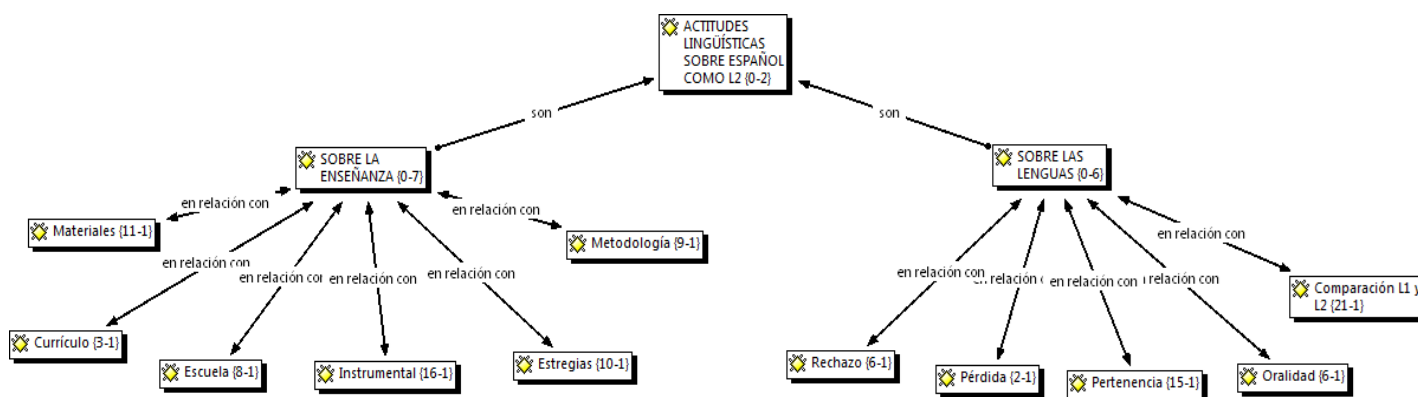 ACTITUDES
LINGÜÍSTICAS
SOBRE ESPAÑOL
COMO L2 {0-2}
son
son
SOBRE LA
ENSEÑANZA {0-7}
SOBRE LAS
LENGUAS {0-6}
en relación con
en relación con
Materiales {11-1}
Metodología {9-1}
en relación con
en relación con
en relación con
en relación con
en relación con
en relación
en relación con
relación con
Comparación L1 y
L2 {21-1}
Currículo {3-1}
Escuela {8-1}
Instrumental {16-1}
Estregias {10-1}
Rechazo {6-1}
Pérdida {2-1}
Pertenencia {15-1}
Oralidad {6-1}